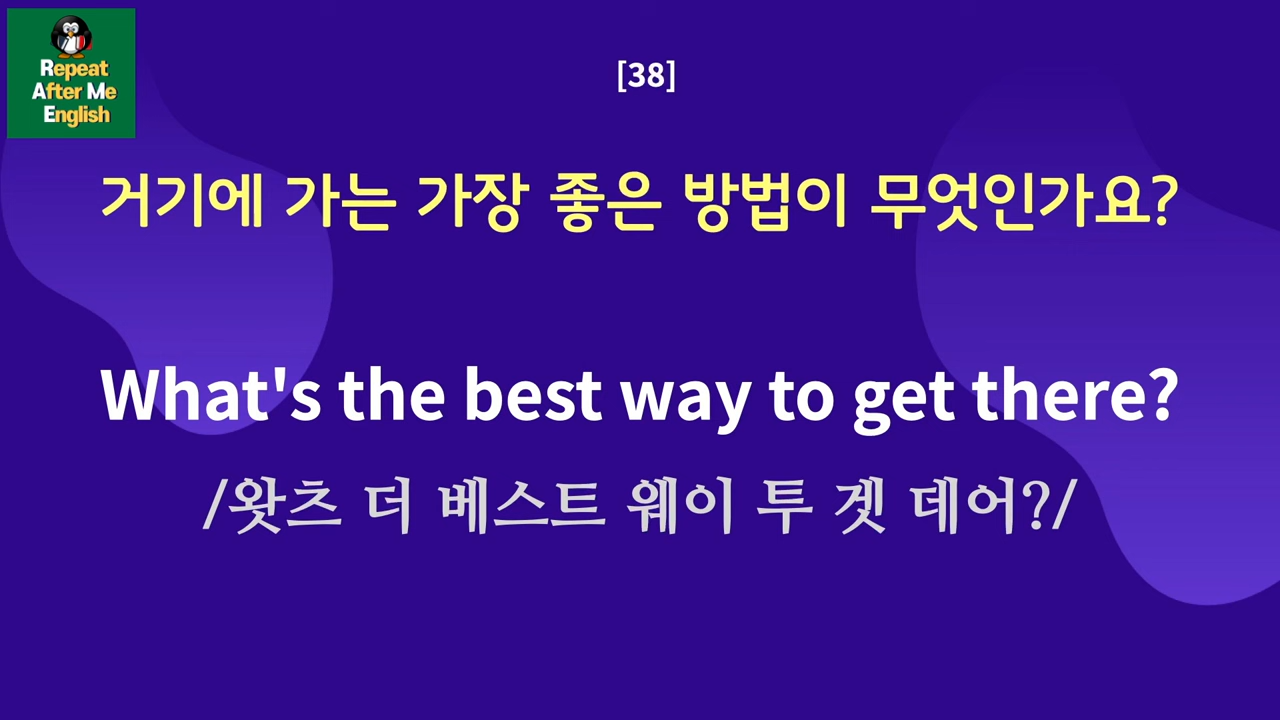 Repeat
After Me
English
[38]
거기에 가는 가장 좋은 방법이 무엇인가요?
What's the best way to get there?
/왓츠 더 베스트 웨이 투 겟 데어?/